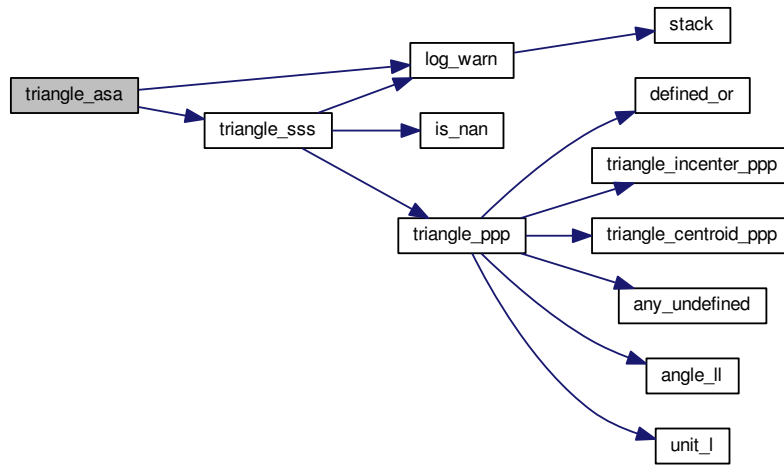 stack
log_warn
triangle_asa
defined_or
triangle_sss
is_nan
triangle_incenter_ppp
triangle_ppp
triangle_centroid_ppp
any_undefined
angle_ll
unit_l